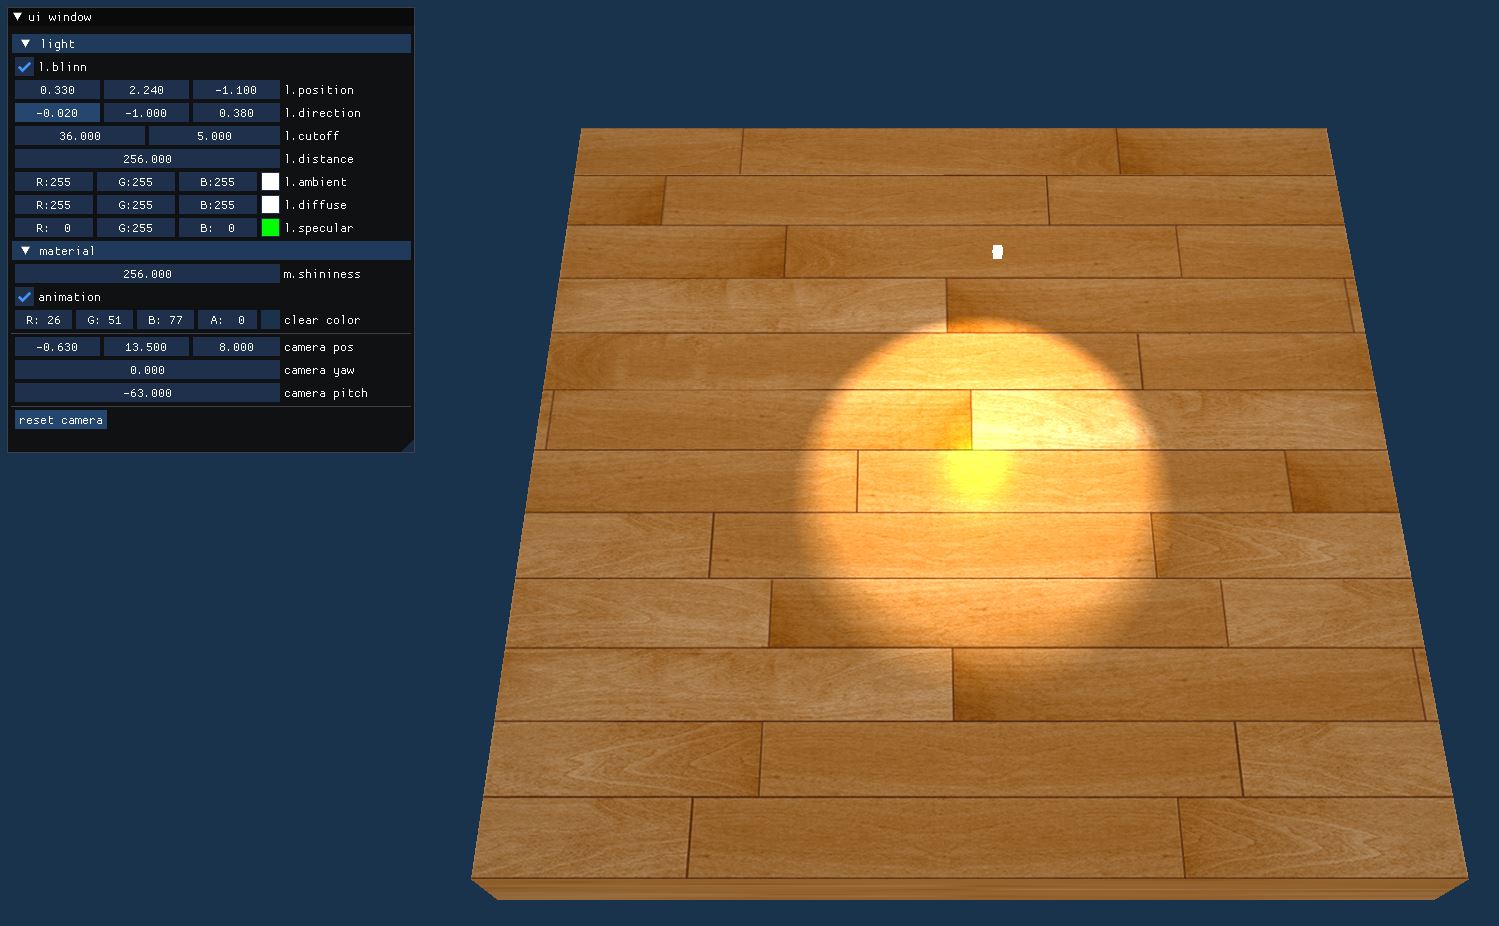 ui window
light
l.blinn
0.330 2.240 -1.100 l.position
-0.020 -1.000 0.380 l.direction
36.000 5.000 l.cutoff
256.000 l.distance
R:255 G:255 B:255 l.ambient
R:255 G:255 B:255 l.diffuse
R:  0 G:255 B:  0 l.specular
material
256.000 m.shininess
animation
R: 26 G: 51 B: 77 A:  0 clear color
-0.630 13.500 8.000 camera pos
0.000 camera yaw
-63.000 camera pitch
reset camera